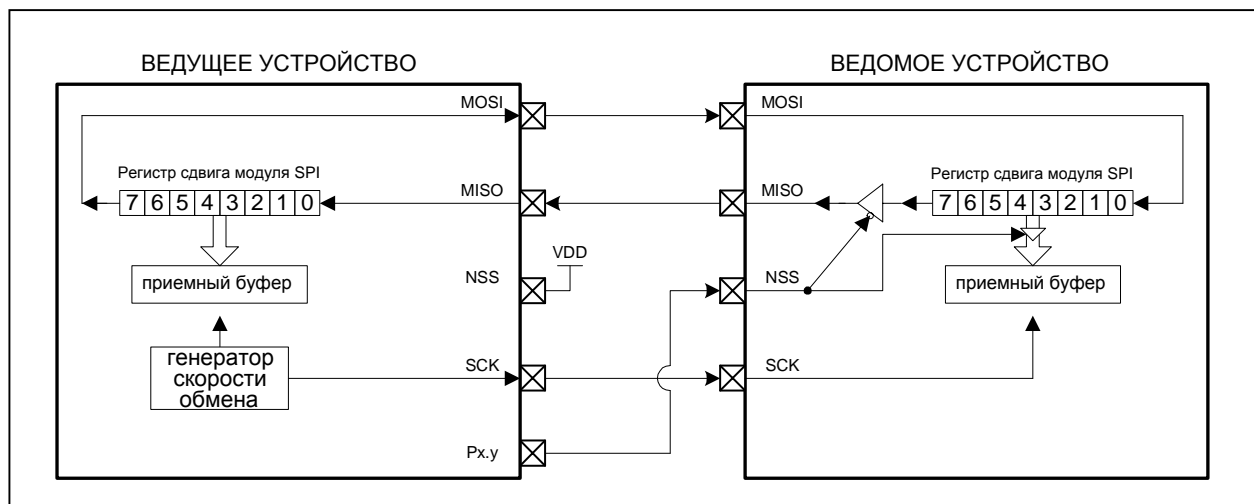 ВЕДУЩЕЕ УСТРОЙСТВО
MOSI
Регистр сдвига модуля SPI
7 6 5 4 3 2 1 0
MISO
приемный буфер
NSS
VDD
генератор
скорости
обмена
SCK
Px.y
ВЕДОМОЕ УСТРОЙСТВО
MOSI
MISO
Регистр сдвига модуля SPI
7 6 5 4 3 2 1 0
NSS
приемный буфер
SCK